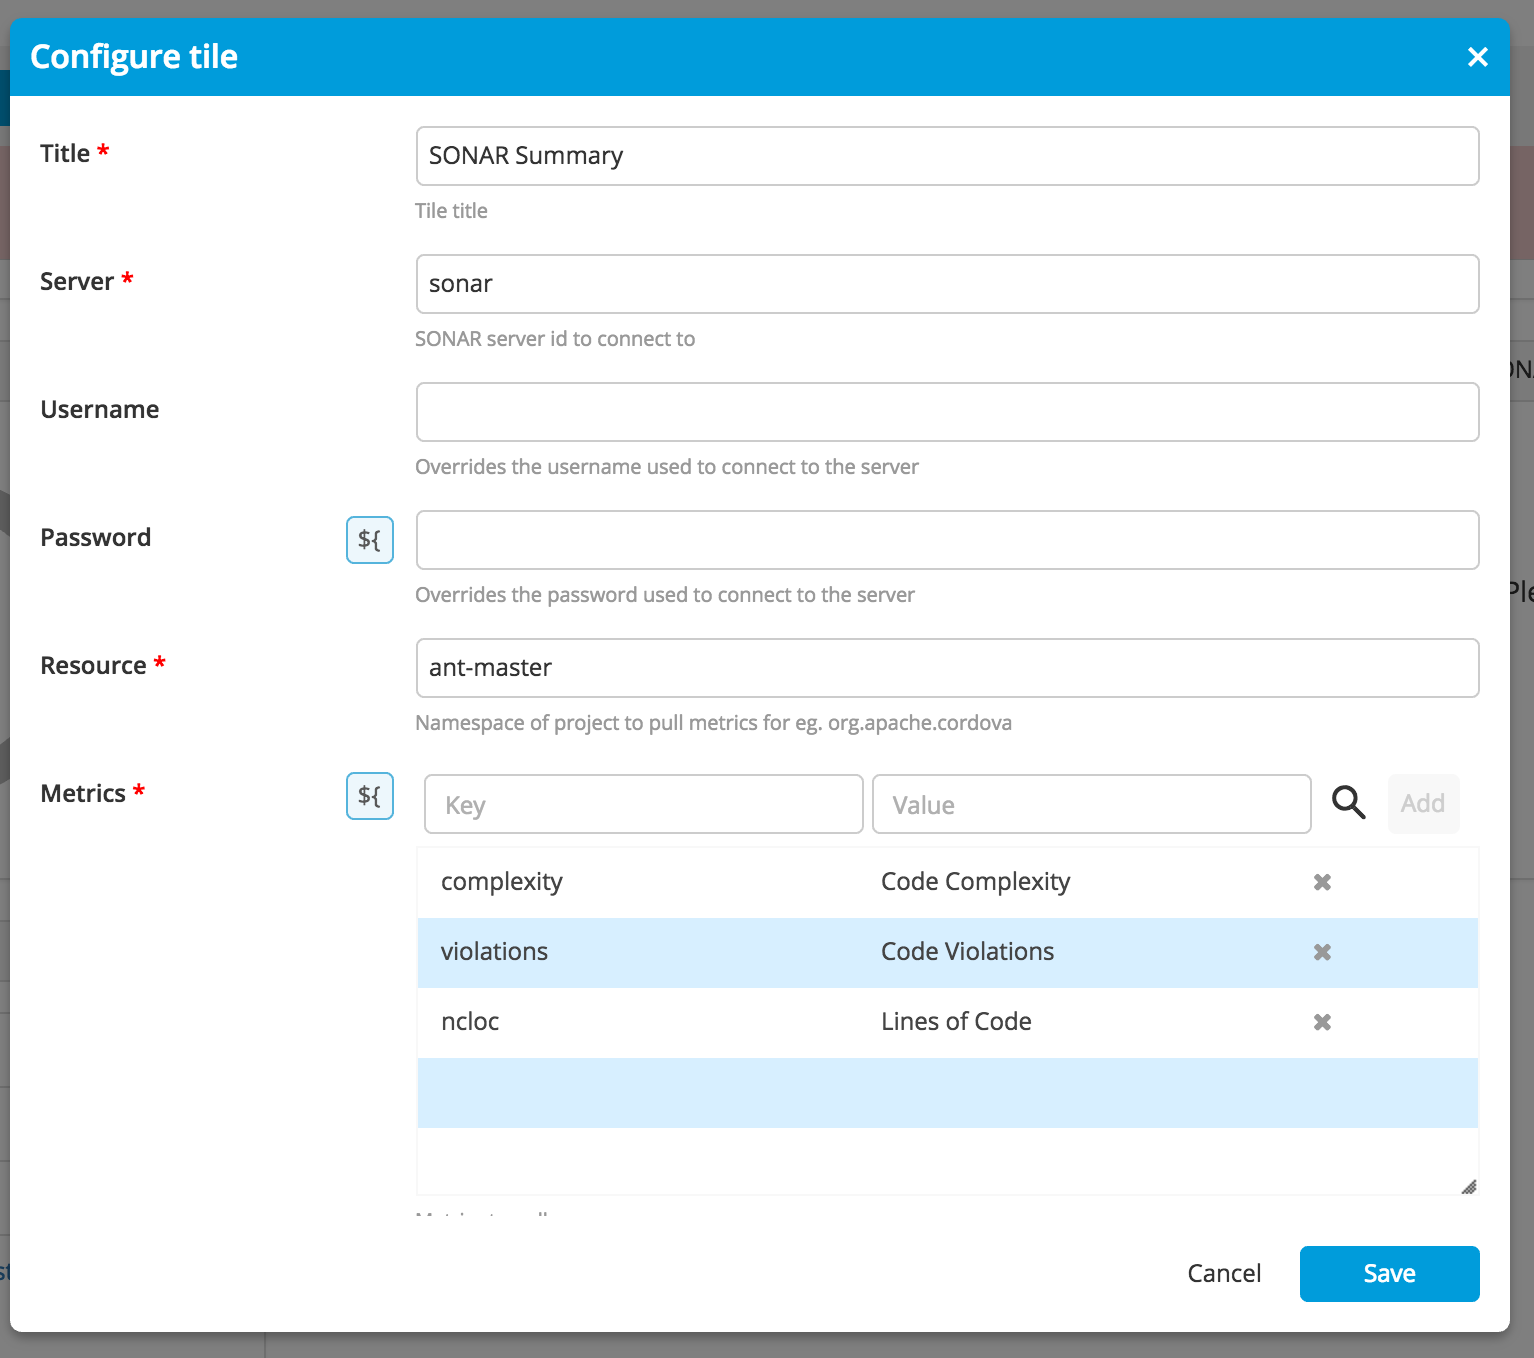 Configure tile
Title *
SONAR Summary
Tile title
Server *
sonar
SONAR server id to connect to
Username
Overrides the username used to connect to the server
Password
${
Overrides the password used to connect to the server
Resource *
ant-master
Namespace of project to pull metrics for eg. org.apache.cordova
Metrics *
${
Key
Value
Add
complexity
Code Complexity
violations
Code Violations
ncloc
Lines of Code
Cancel
Save